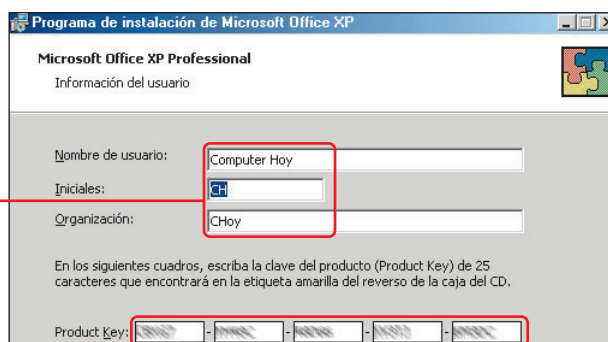 Programa de instalación de Microsoft Office XP
Microsoft Office XP Professional
Información del usuario
Nombre de usuario: Computer Hoy
Iniciales: CH
Organización: CHoy
En los siguientes cuadros, escriba la clave del producto (Product Key) de 25
caracteres que encontrará en la etiqueta amarilla del reverso de la caja del CD.
Product Key: - - - -